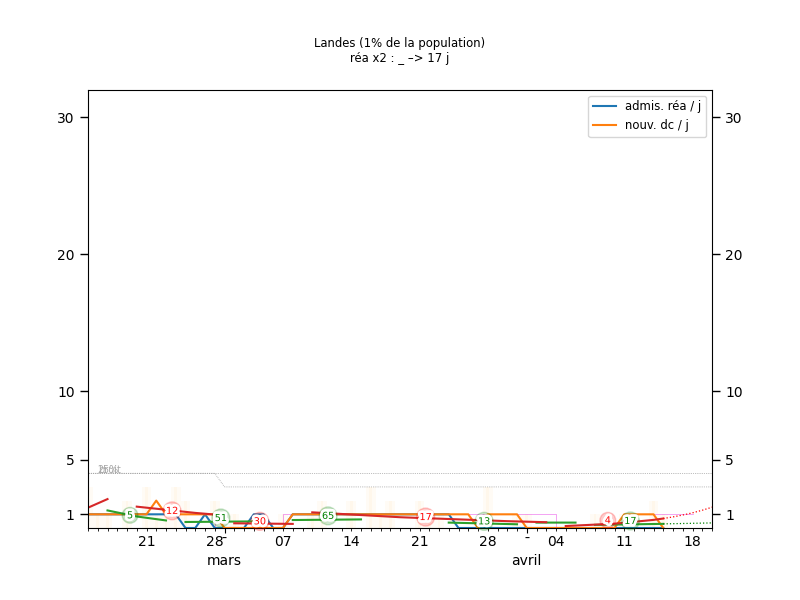 Landes (1% de la population)
réa x2 : _ –> 17 j
admis. réa / j
nouv. dc / j
30 30
20 20
10 10
5 5
1 1
5 12 51 30 65 17 13 4 17
21 28 07 14 21 28 04 11 18
mars avril